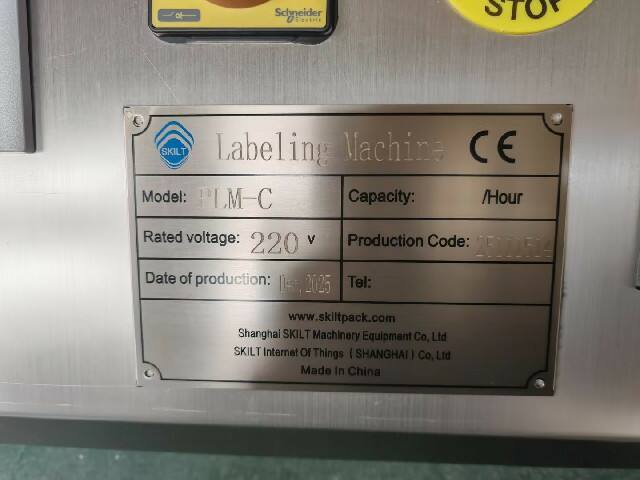 Schneider
Electric
STOP
SKILT
Labeling Machine CE
Model: PLM-C
Capacity: /Hour
Rated voltage: 220 V
Production Code:
Date of production: Dec, 2025
Tel:
www.skiltpack.com
Shanghai SKILT Machinery Equipment Co, Ltd
SKILT Internet Of Things ( SHANGHAI ) Co, Ltd
Made In China